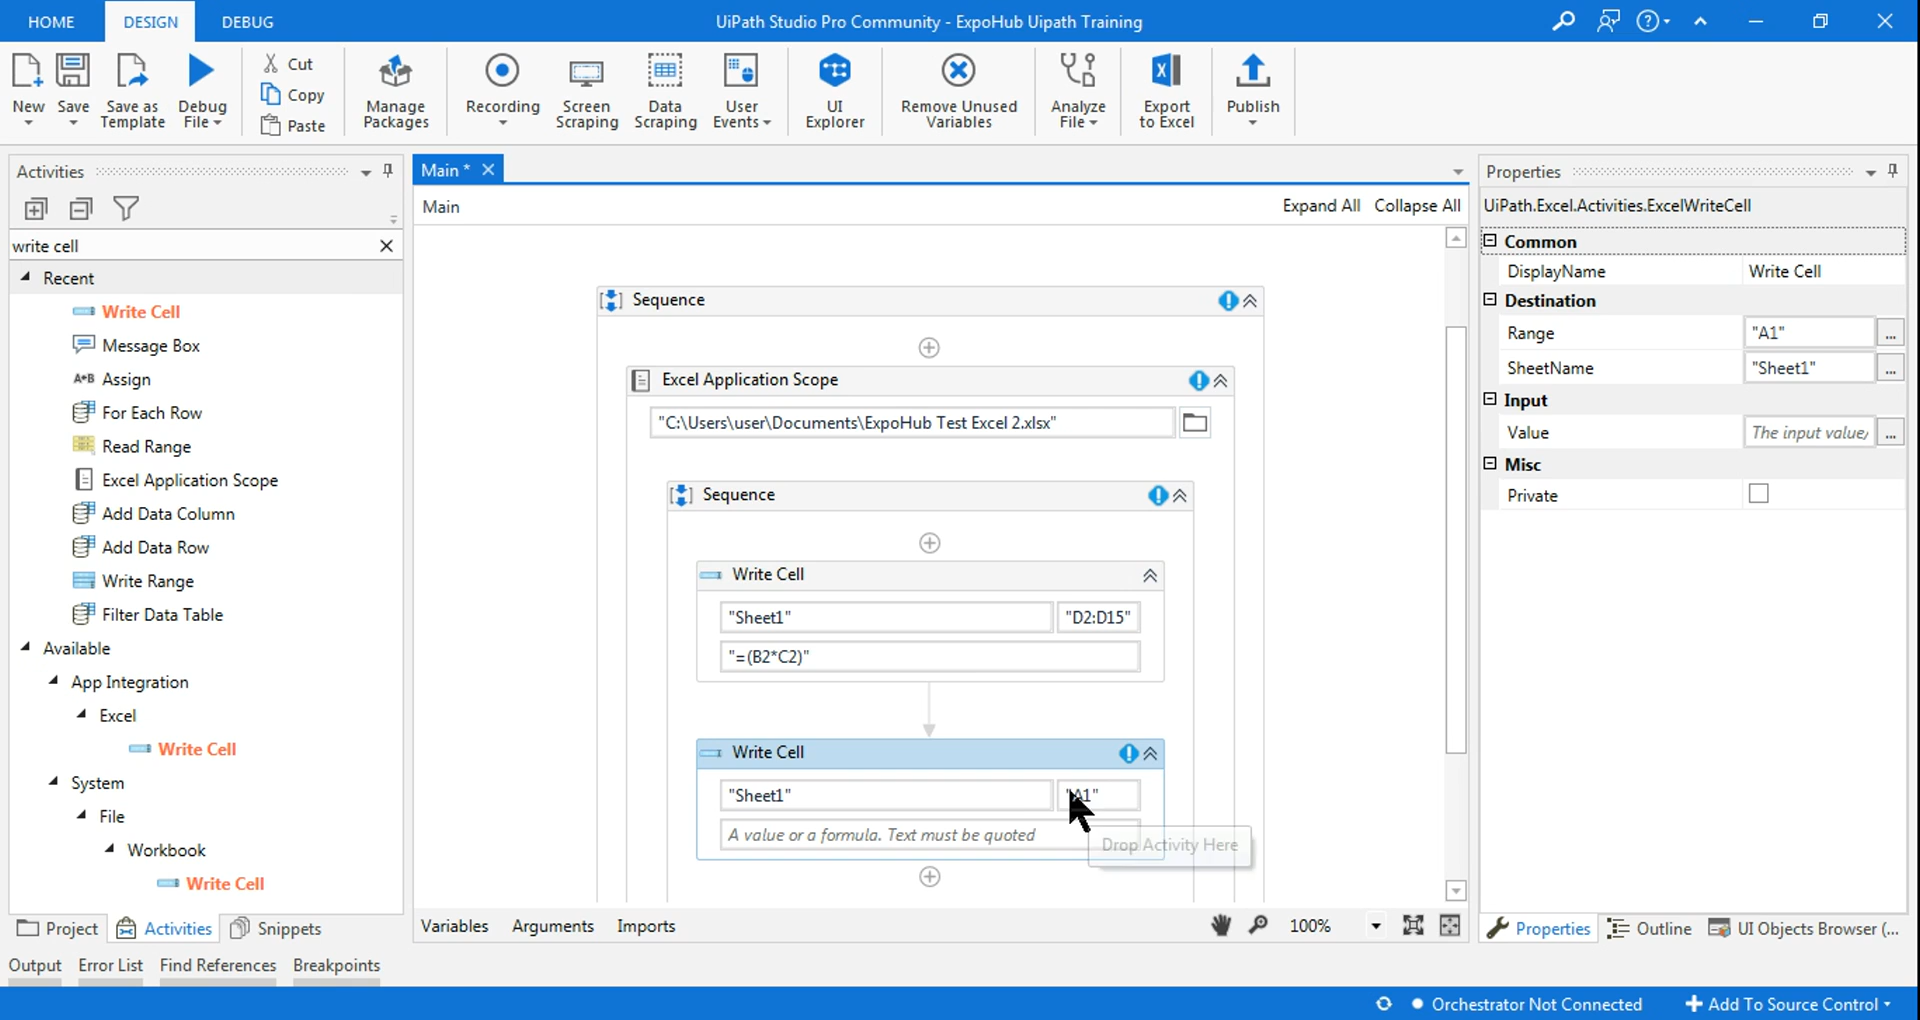 HOME DESIGN DEBUG UiPath Studio Pro Community - ExpoHub Uipath Training
New Save Save as Template Debug File
Cut
Copy
Paste
Manage Packages
Recording Screen Scraping Data Scraping User Events
UI Explorer
Remove Unused Variables
Analyze File
Export to Excel
Publish
Activities
write cell
Recent
Write Cell
Message Box
A+B Assign
For Each Row
Read Range
Excel Application Scope
Add Data Column
Add Data Row
Write Range
Filter Data Table
Available
App Integration
Excel
Write Cell
System
File
Workbook
Write Cell
Project Activities Snippets
Main *
Main Expand All Collapse All
Sequence
Excel Application Scope
"C:\Users\user\Documents\ExpoHub Test Excel 2.xlsx"
Sequence
Write Cell
"Sheet1" "D2:D15"
"=(B2*C2)"
Write Cell
"Sheet1" "A1"
A value or a formula. Text must be quoted
Drop Activity Here
Variables Arguments Imports 100%
Properties
UiPath.Excel.Activities.ExcelWriteCell
Common
DisplayName Write Cell
Destination
Range "A1" ...
SheetName "Sheet1" ...
Input
Value The input value, ...
Misc
Private
Properties Outline UI Objects Browser (...
Output Error List Find References Breakpoints
Orchestrator Not Connected Add To Source Control